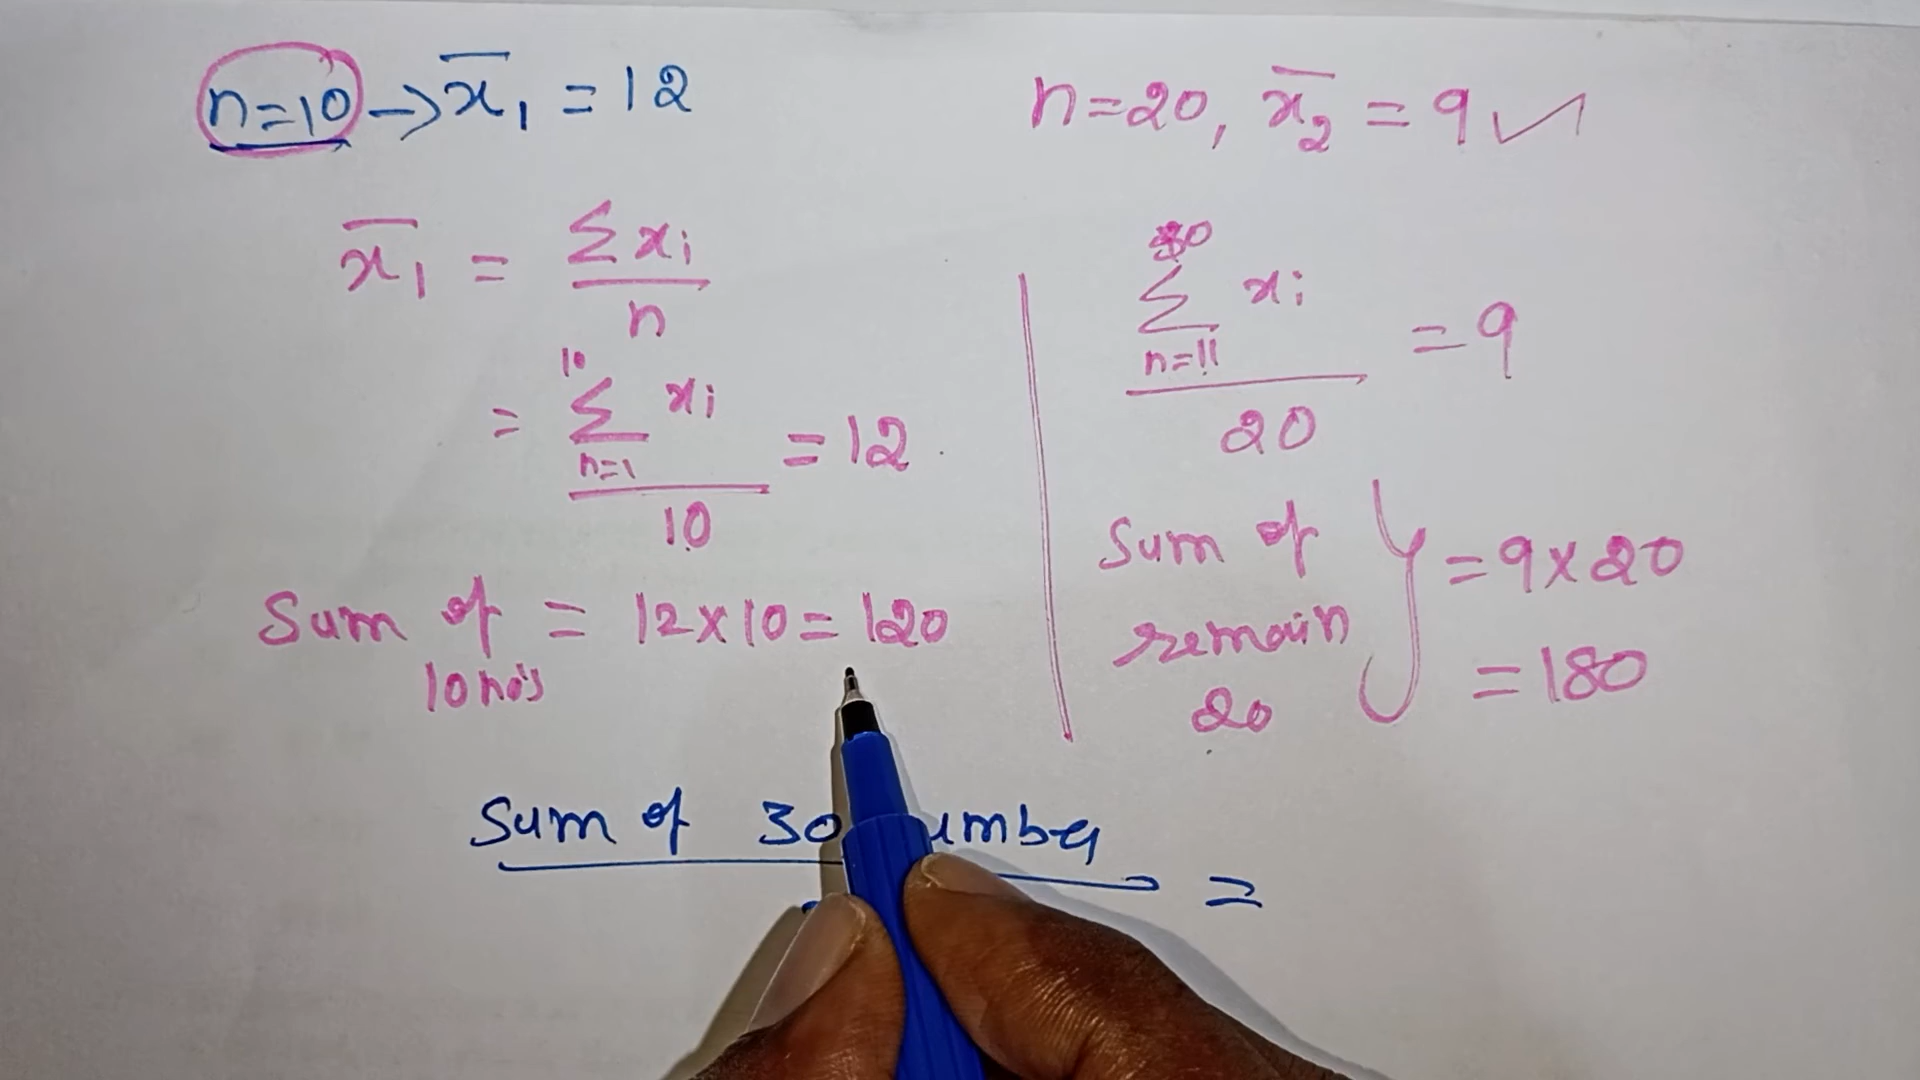 n=10 → x̄₁ = 12
x̄₁ = Σxi / n
= Σ (n=1 to 10) xi / 10 = 12
Sum of 10 no's = 12 x 10 = 120
n=20, x̄₂ = 9 ✓
Σ (n=11 to 30) xi / 20 = 9
Sum of remain 20 } = 9 x 20
= 180
Sum of 30 =